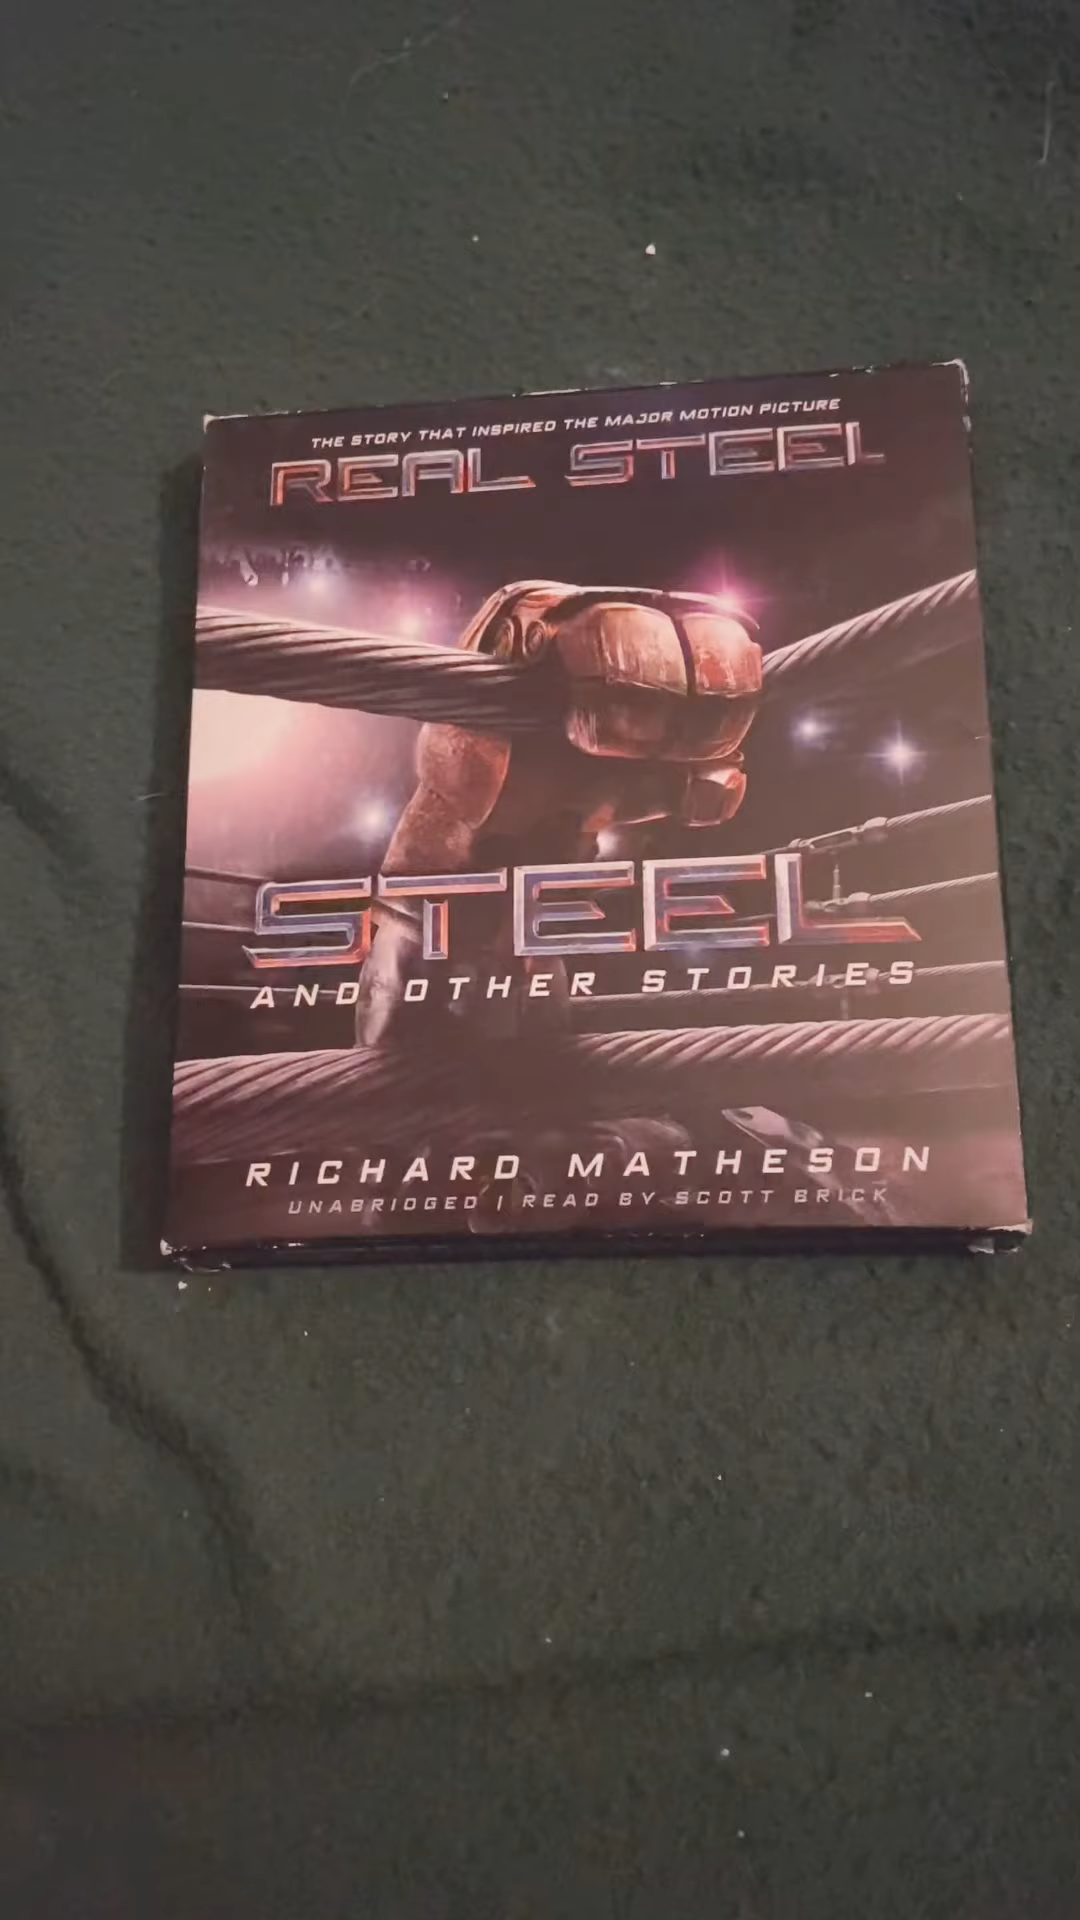 THE STORY THAT INSPIRED THE MAJOR MOTION PICTURE
REAL STEEL
STEEL
AND OTHER STORIES
RICHARD MATHESON
UNABRIDGED | READ BY SCOTT BRICK